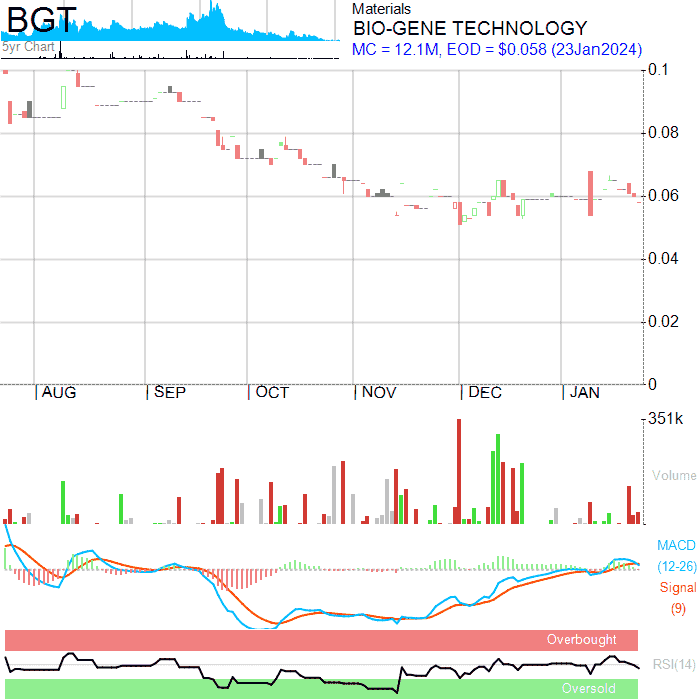 BGT
5yr Chart
Materials
BIO-GENE TECHNOLOGY
MC = 12.1M, EOD = $0.058 (23Jan2024)
0.1
0.08
0.06
0.04
0.02
0
AUG SEP OCT NOV DEC JAN
351k
Volume
MACD
(12-26)
Signal
(9)
Overbought
RSI(14)
Oversold